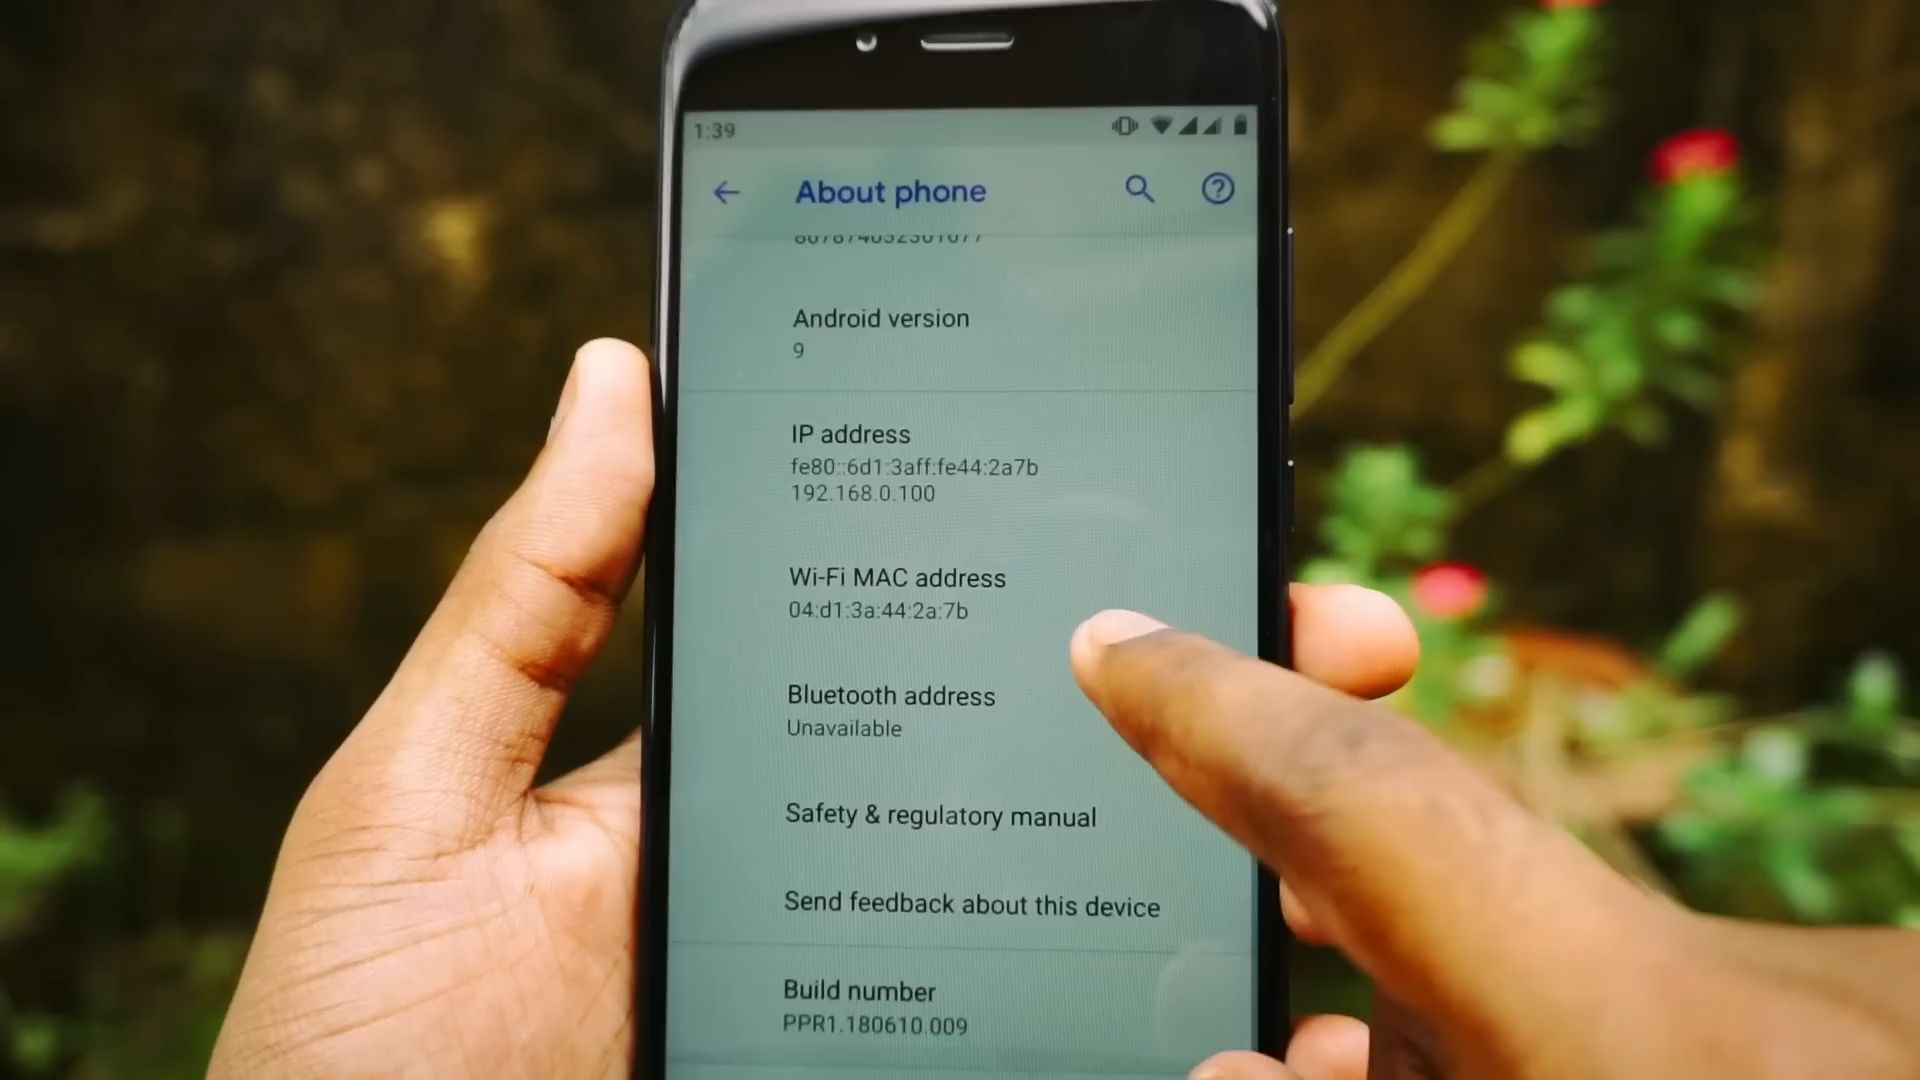 1:39
About phone
Android version
9
IP address
fe80::6d1:3aff:fe44:2a7b
192.168.0.100
Wi-Fi MAC address
04:d1:3a:44:2a:7b
Bluetooth address
Unavailable
Safety & regulatory manual
Send feedback about this device
Build number
PPR1.180610.009